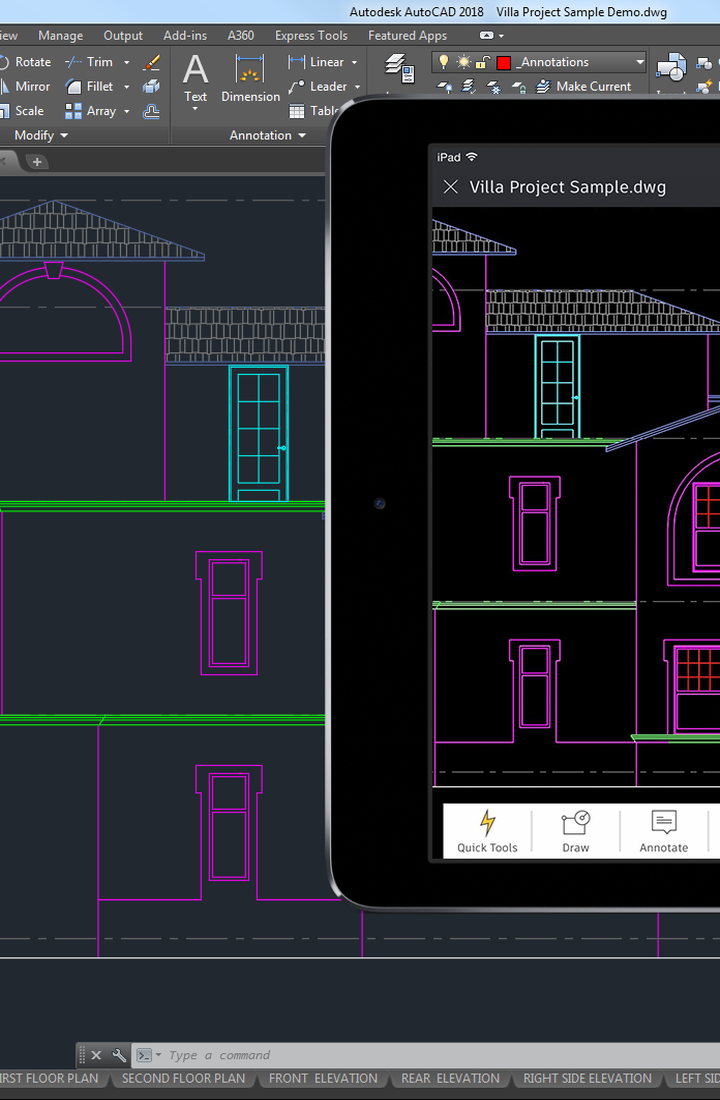 Autodesk AutoCAD 2018 Villa Project Sample Demo.dwg
iew Manage Output Add-ins A360 Express Tools Featured Apps
Rotate Trim
Mirror Fillet
Scale Array
Modify
Text
Dimension
Linear
Leader
Table
Annotation
_Annotations
Make Current
iPad
Villa Project Sample.dwg
Quick Tools Draw Annotate
Type a command
IRST FLOOR PLAN SECOND FLOOR PLAN FRONT ELEVATION REAR ELEVATION RIGHT SIDE ELEVATION LEFT SID